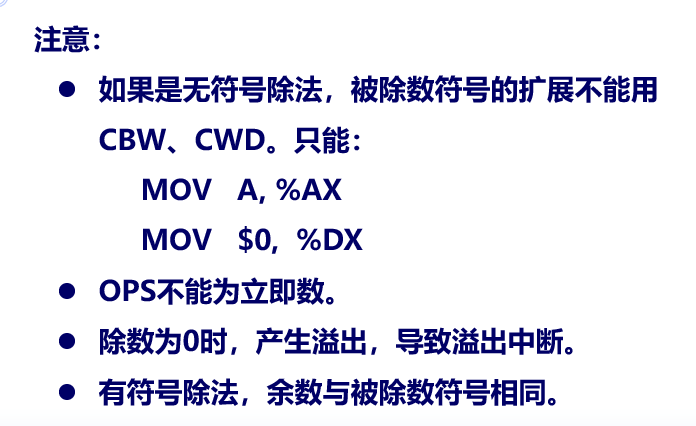 注意：
● 如果是无符号除法，被除数符号的扩展不能用
CBW、CWD。只能：
MOV A, %AX
MOV $0, %DX
● OPS不能为立即数。
● 除数为0时，产生溢出，导致溢出中断。
● 有符号除法，余数与被除数符号相同。